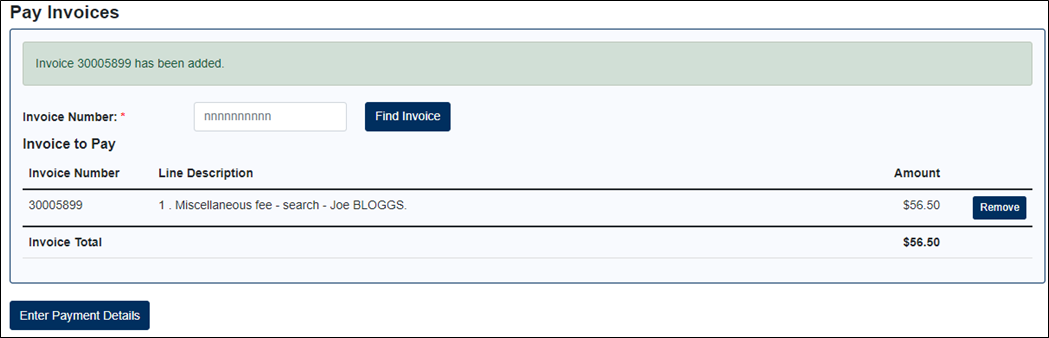 Pay Invoices
Invoice 30005899 has been added.
Invoice Number: * nnnnnnnnnn Find Invoice
Invoice to Pay
Invoice Number Line Description Amount
30005899 1 . Miscellaneous fee - search - Joe BLOGGS. $56.50 Remove
Invoice Total $56.50
Enter Payment Details